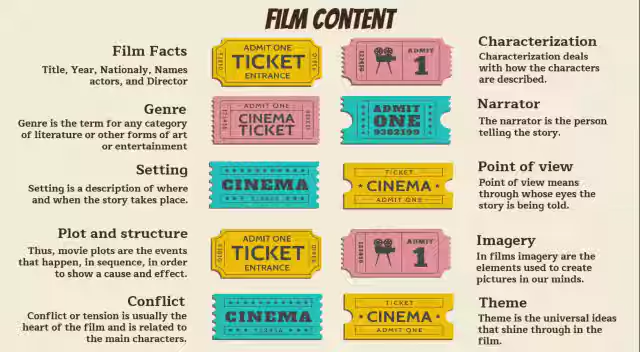 FILM CONTENT
Film Facts
Title, Year, Nationaly, Names
actors, and Director
Genre
Genre is the term for any category
of literature or other forms of art
or entertainment
Setting
Setting is a description of where
and when the story takes place.
Plot and structure
Thus, movie plots are the events
that happen, in sequence, in order
to show a cause and effect.
Conflict
Conflict or tension is usually the
heart of the film and is related to
the main characters.
ADMIT ONE
TICKET
ENTRANCE
ADMIT
1
ADMIT ONE
CINEMA
TICKET
ADMIT
ONE
9382199
CINEMA
TICKET
CINEMA
ADMIT ONE
ADMIT ONE
TICKET
ENTRANCE
ADMIT
1
CINEMA
TICKET
CINEMA
ADMIT ONE
Characterization
Characterization deals
with how the characters
are described.
Narrator
The narrator is the person
telling the story.
Point of view
Point of view means
through whose eyes the
story is being told.
Imagery
In films imagery are the
elements used to create
pictures in our minds.
Theme
Theme is the universal ideas
that shine through in the
film.